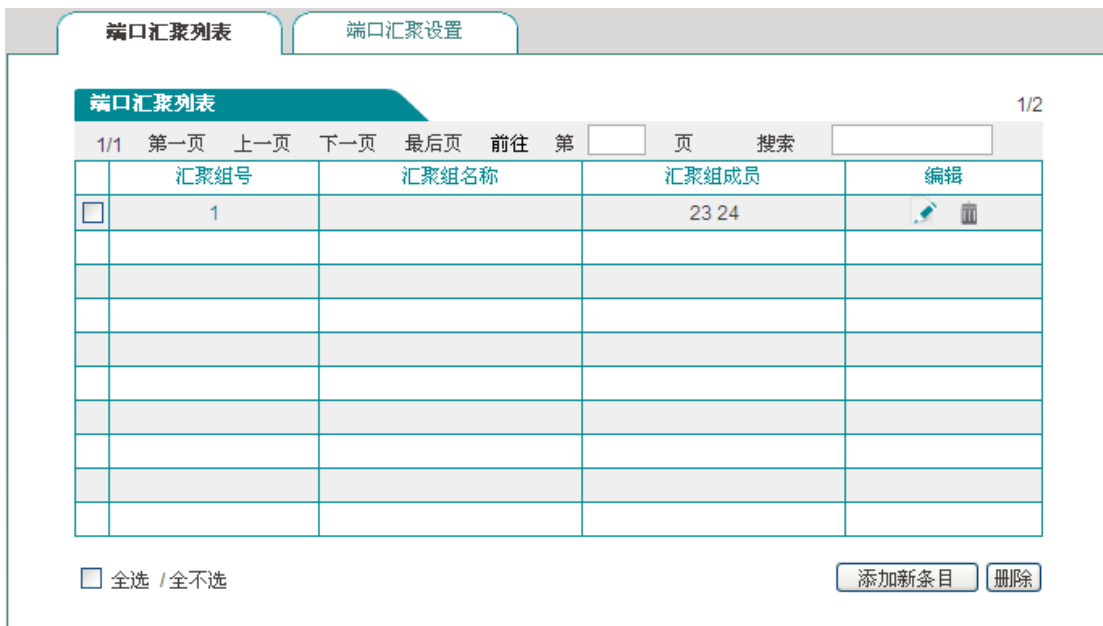 端口汇聚列表 端口汇聚设置
端口汇聚列表 1/2
1/1 第一页 上一页 下一页 最后页 前往 第 页 搜索
汇聚组号 汇聚组名称 汇聚组成员 编辑
1 23 24
全选 / 全不选 添加新条目 删除